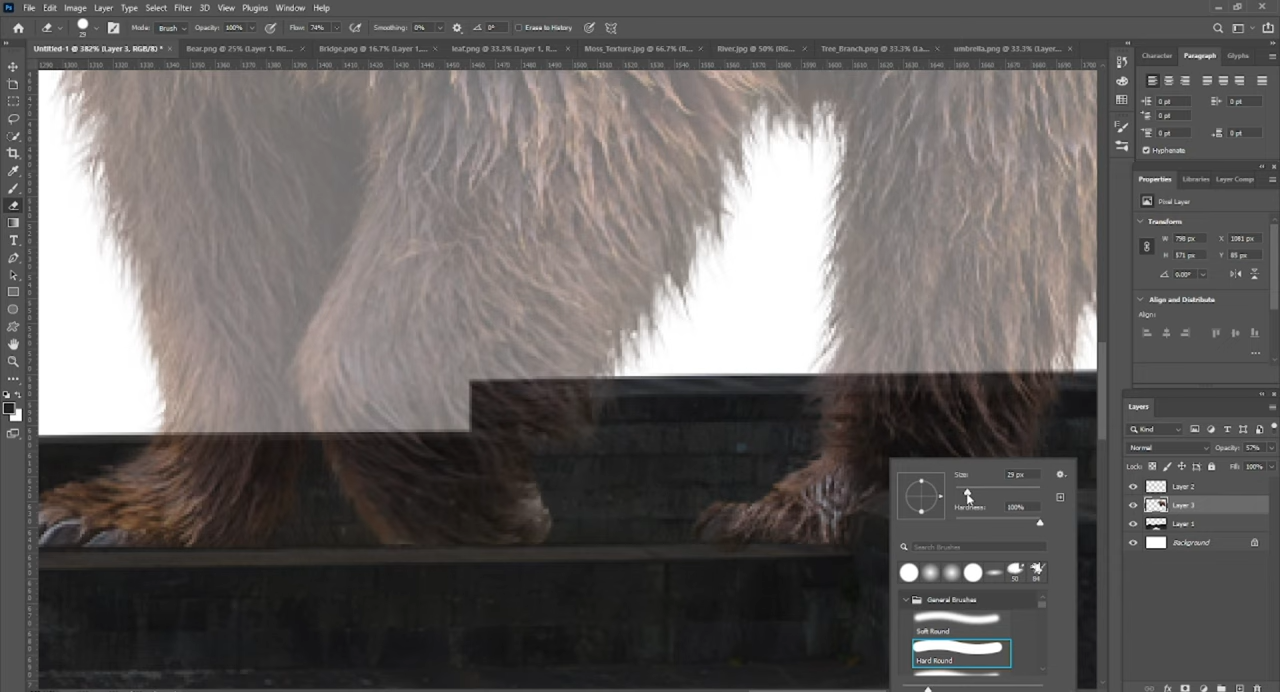 File Edit Image Layer Type Select Filter 3D View Plugins Window Help
29 Mode: Brush Opacity: 100% Flow: 74% Smoothing: 0% 0° Erase to History
Untitled-1 @ 382% (Layer 3, RGB/8) * × Bear.png @ 25% (Layer 1, RG... × Bridge.png @ 16.7% (Layer 1,... × leaf.png @ 33.3% (Layer 1, R... × Moss_Texture.jpg @ 66.7% (R... × River.jpg @ 50% (RG... × Tree_Branch.png @ 33.3% (La... × umbrella.png @ 33.3% (Layer... ×
Character Paragraph Glyphs
0 pt 0 pt
0 pt
0 pt 0 pt
Hyphenate
Properties Libraries Layer Comp
Pixel Layer
Transform
W 798 px X 1081 px
H 571 px Y 85 px
0.00°
Align and Distribute
Align:
Layers
Kind
Normal Opacity: 57%
Lock: Fill: 100%
Layer 2
Layer 3
Layer 1
Background
Size: 29 px
Hardness: 100%
Search Brushes
50 84
General Brushes
Soft Round
Hard Round